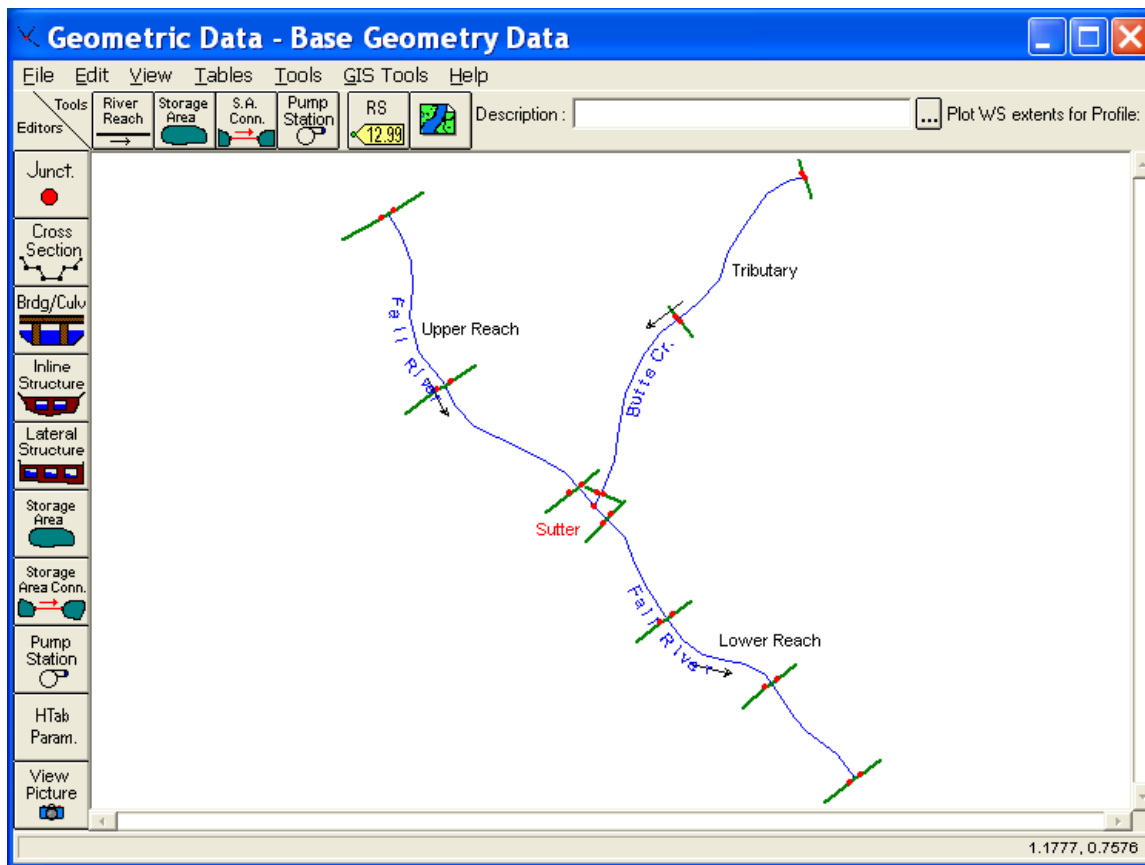 Geometric Data - Base Geometry Data
File Edit View Tables Tools GIS Tools Help
Tools
Editors
River
Reach
Storage
Area
S.A.
Conn.
Pump
Station
RS
12.99
Description :
...
Plot WS extents for Profile:
Junct.
Cross
Section
Brdg/Culv
Inline
Structure
Lateral
Structure
Storage
Area
Storage
Area Conn.
Pump
Station
HTab
Param.
View
Picture
Tributary
Fall River
Upper Reach
Butte Cr.
Sutter
Fall River
Lower Reach
1.1777, 0.7576